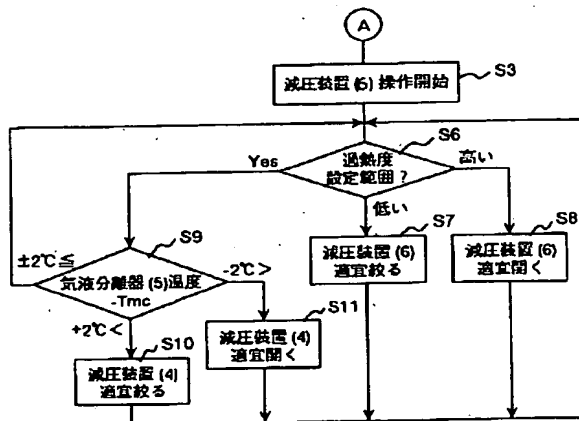 A
S3
減圧装置(6)操作開始
S6
過熱度
設定範囲?
Yes
高い
低い
S7
減圧装置(6)
適宜絞る
S8
減圧装置(6)
適宜開く
S9
±2℃≦
気液分離器(5)温度
-Tmc
-2℃>
+2℃<
S11
減圧装置(4)
適宜開く
S10
減圧装置(4)
適宜絞る